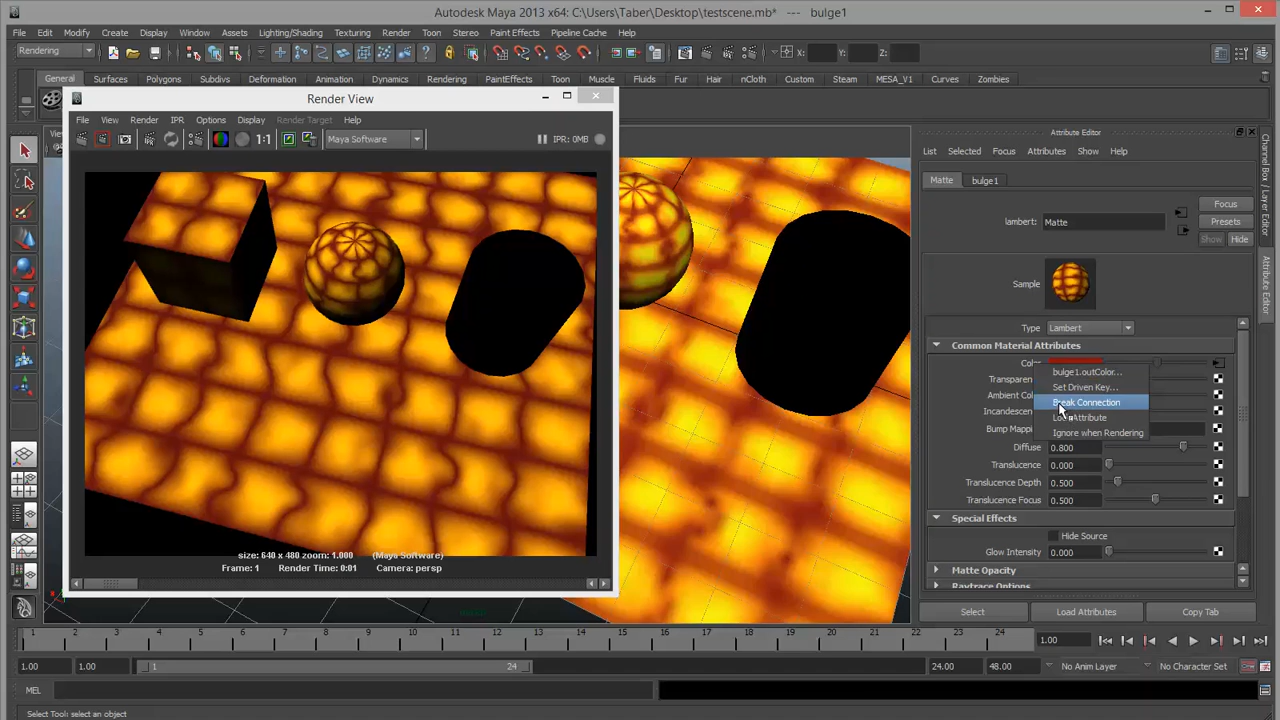 Autodesk Maya 2013 x64: C:\Users\Taber\Desktop\testscene.mb* --- bulge1
File Edit Modify Create Display Window Assets Lighting/Shading Texturing Render Toon Stereo Paint Effects Pipeline Cache Help
Rendering X: Y: Z:
General Surfaces Polygons Subdivs Deformation Animation Dynamics Rendering PaintEffects Toon Muscle Fluids Fur Hair nCloth Custom Steam MESA_V1 Curves Zombies
Render View
File View Render IPR Options Display Render Target Help
1:1 Maya Software IPR: 0MB
size: 640 x 480 zoom: 1.000 (Maya Software)
Frame: 1 Render Time: 0:01 Camera: persp
Attribute Editor
List Selected Focus Attributes Show Help
Matte bulge1
Focus
lambert: Matte Presets
Show Hide
Sample
Type Lambert
Common Material Attributes
Color
bulge1.outColor...
Transparen
Set Driven Key...
Ambient Col
Break Connection
Incandescen
Attribute
Bump Mappi
Ignore when Rendering
Diffuse 0.800
Translucence 0.000
Translucence Depth 0.500
Translucence Focus 0.500
Special Effects
Hide Source
Glow Intensity 0.000
Matte Opacity
Raytrace Options
Select Load Attributes Copy Tab
Channel Box / Layer Editor
Attribute Editor
1 2 3 4 5 6 7 8 9 10 11 12 13 14 15 16 17 18 19 20 21 22 23 24 1.00
1.00 1.00 1 24 24.00 48.00 No Anim Layer No Character Set
MEL
Select Tool: select an object